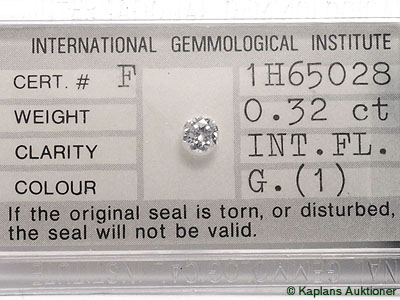 INTERNATIONAL GEMMOLOGICAL INSTITUTE
CERT. # F 1H65028
WEIGHT 0.32 ct
CLARITY INT.FL.
COLOUR G.(1)
If the original seal is torn, or disturbed,
the seal will not be valid.
© Kaplans Auktioner